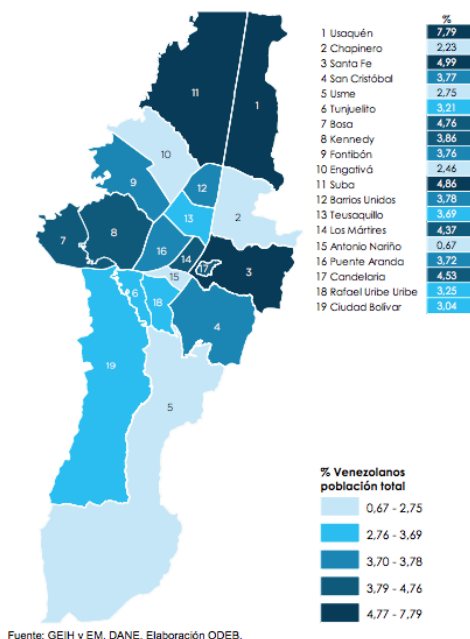 %
1 Usaquén 7,79
2 Chapinero 2,23
3 Santa Fe 4,99
4 San Cristóbal 3,77
5 Usme 2,75
6 Tunjuelito 3,21
7 Bosa 4,76
8 Kennedy 3,86
9 Fontibón 3,76
10 Engativá 2,46
11 Suba 4,86
12 Barrios Unidos 3,78
13 Teusaquillo 3,69
14 Los Mártires 4,37
15 Antonio Nariño 0,67
16 Puente Aranda 3,72
17 Candelaria 4,53
18 Rafael Uribe Uribe 3,25
19 Ciudad Bolívar 3,04
11
1
10
9
12
2
13
8
16
14
7
17
3
15
6
18
4
19
5
% Venezolanos
población total
0,67 - 2,75
2,76 - 3,69
3,70 - 3,78
3,79 - 4,76
4,77 - 7,79
Fuente: GEIH y EM, DANE. Elaboración ODEB.